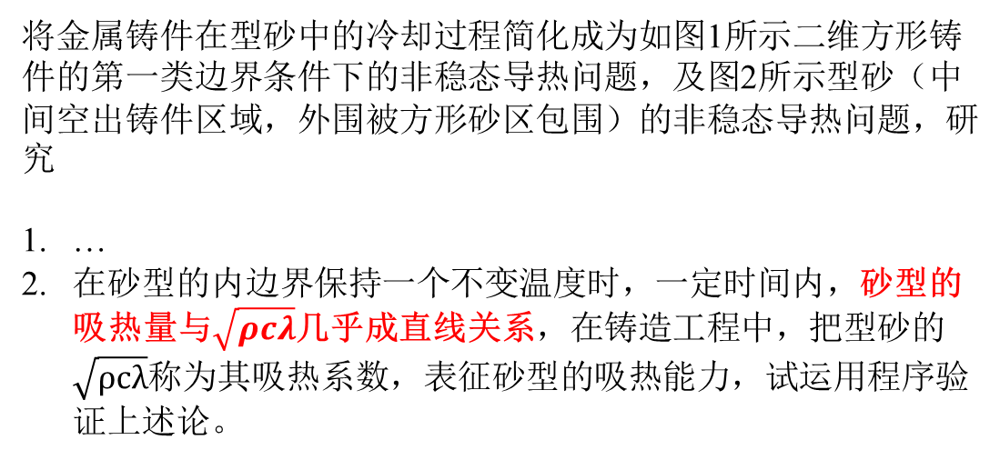 将金属铸件在型砂中的冷却过程简化成为如图1所示二维方形铸
件的第一类边界条件下的非稳态导热问题，及图2所示型砂（中
间空出铸件区域，外围被方形砂区包围）的非稳态导热问题，研
究
1. …
2. 在砂型的内边界保持一个不变温度时，一定时间内，砂型的
吸热量与√ρcλ几乎成直线关系，在铸造工程中，把型砂的
√ρcλ称为其吸热系数，表征砂型的吸热能力，试运用程序验
证上述论。